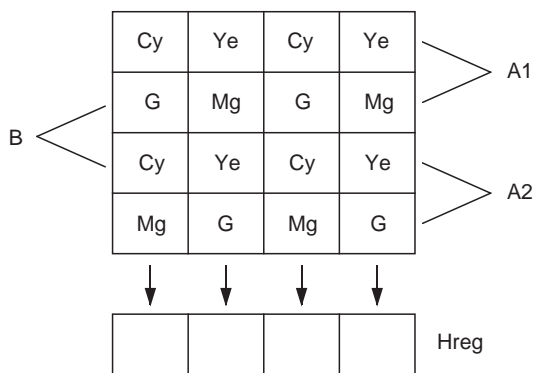 Cy Ye Cy Ye
A1
G Mg G Mg
B
Cy Ye Cy Ye
A2
Mg G Mg G
Hreg